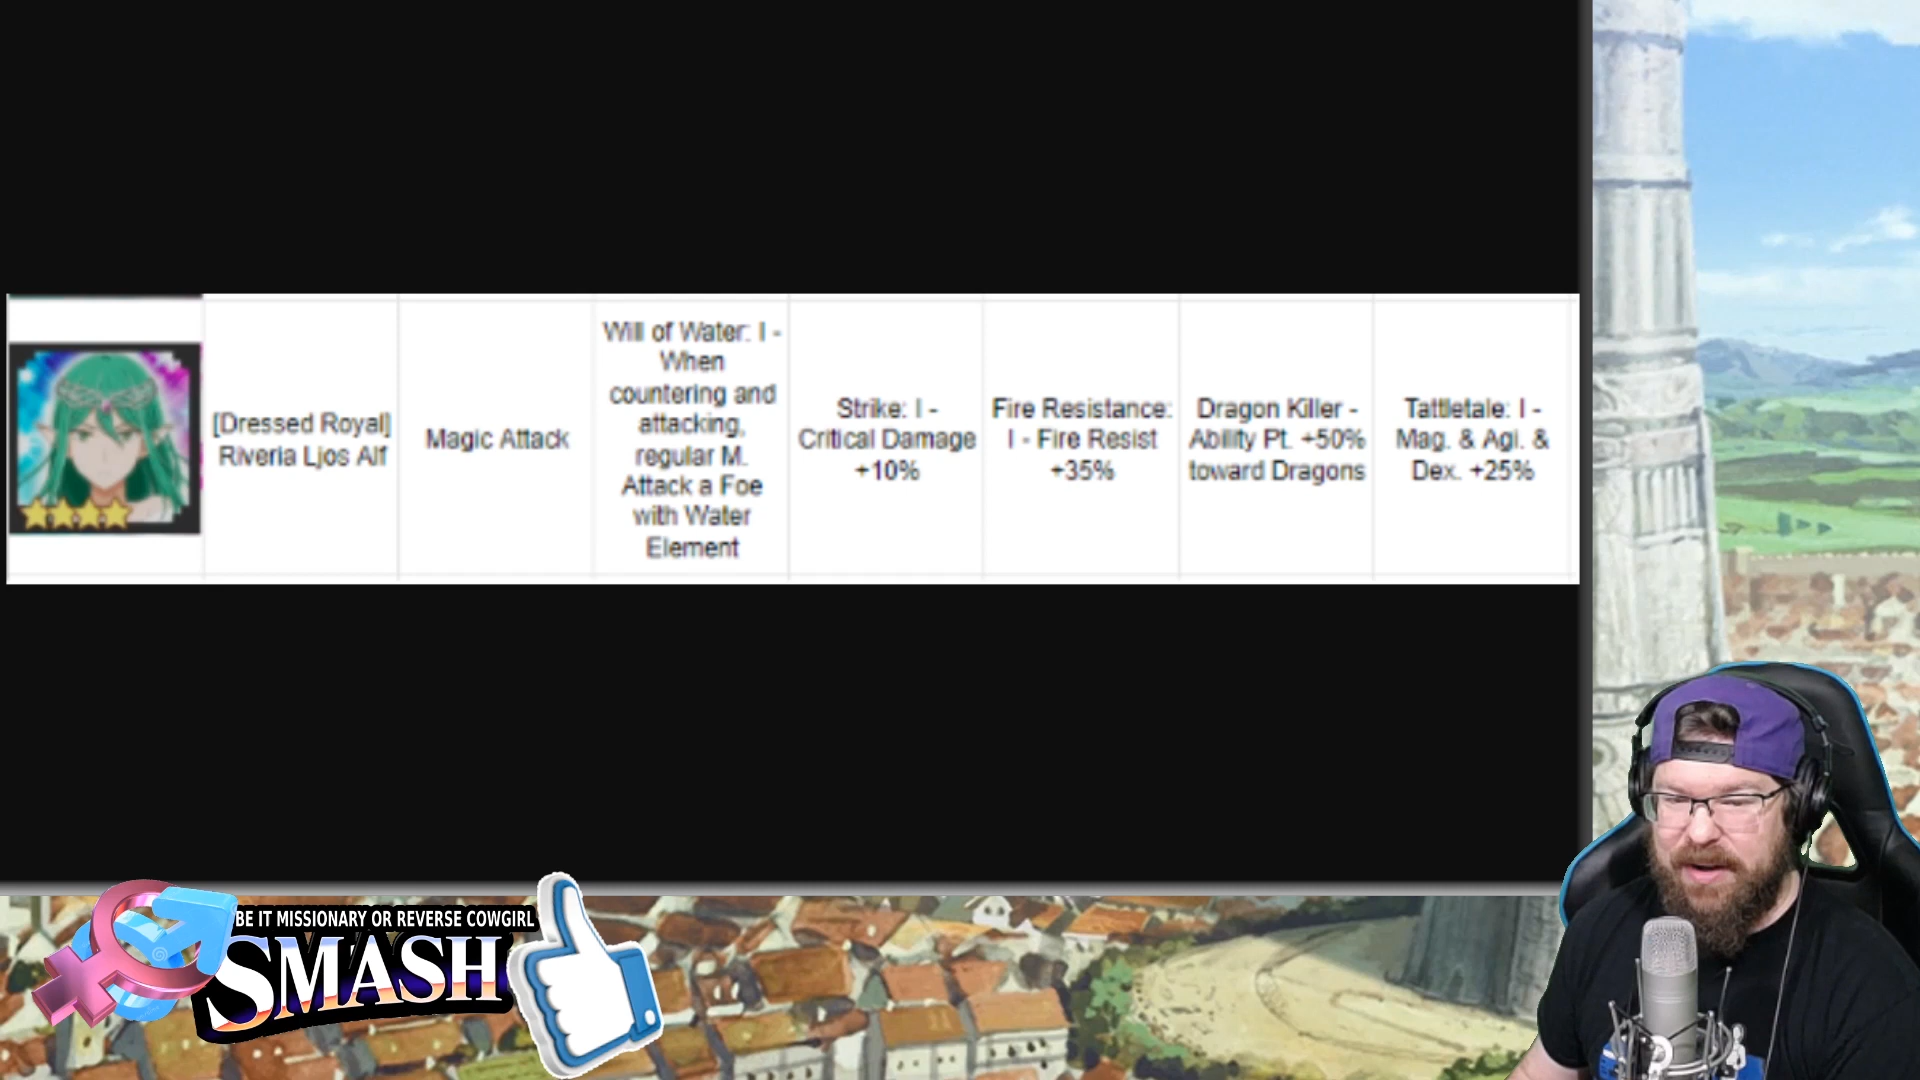 [Dressed Royal]
Riveria Ljos Alf
Magic Attack
Will of Water: I -
When
countering and
attacking,
regular M.
Attack a Foe
with Water
Element
Strike: I -
Critical Damage
+10%
Fire Resistance:
I - Fire Resist
+35%
Dragon Killer -
Ability Pt. +50%
toward Dragons
Tattletale: I -
Mag. & Agi. &
Dex. +25%
BE IT MISSIONARY OR REVERSE COWGIRL
SMASH